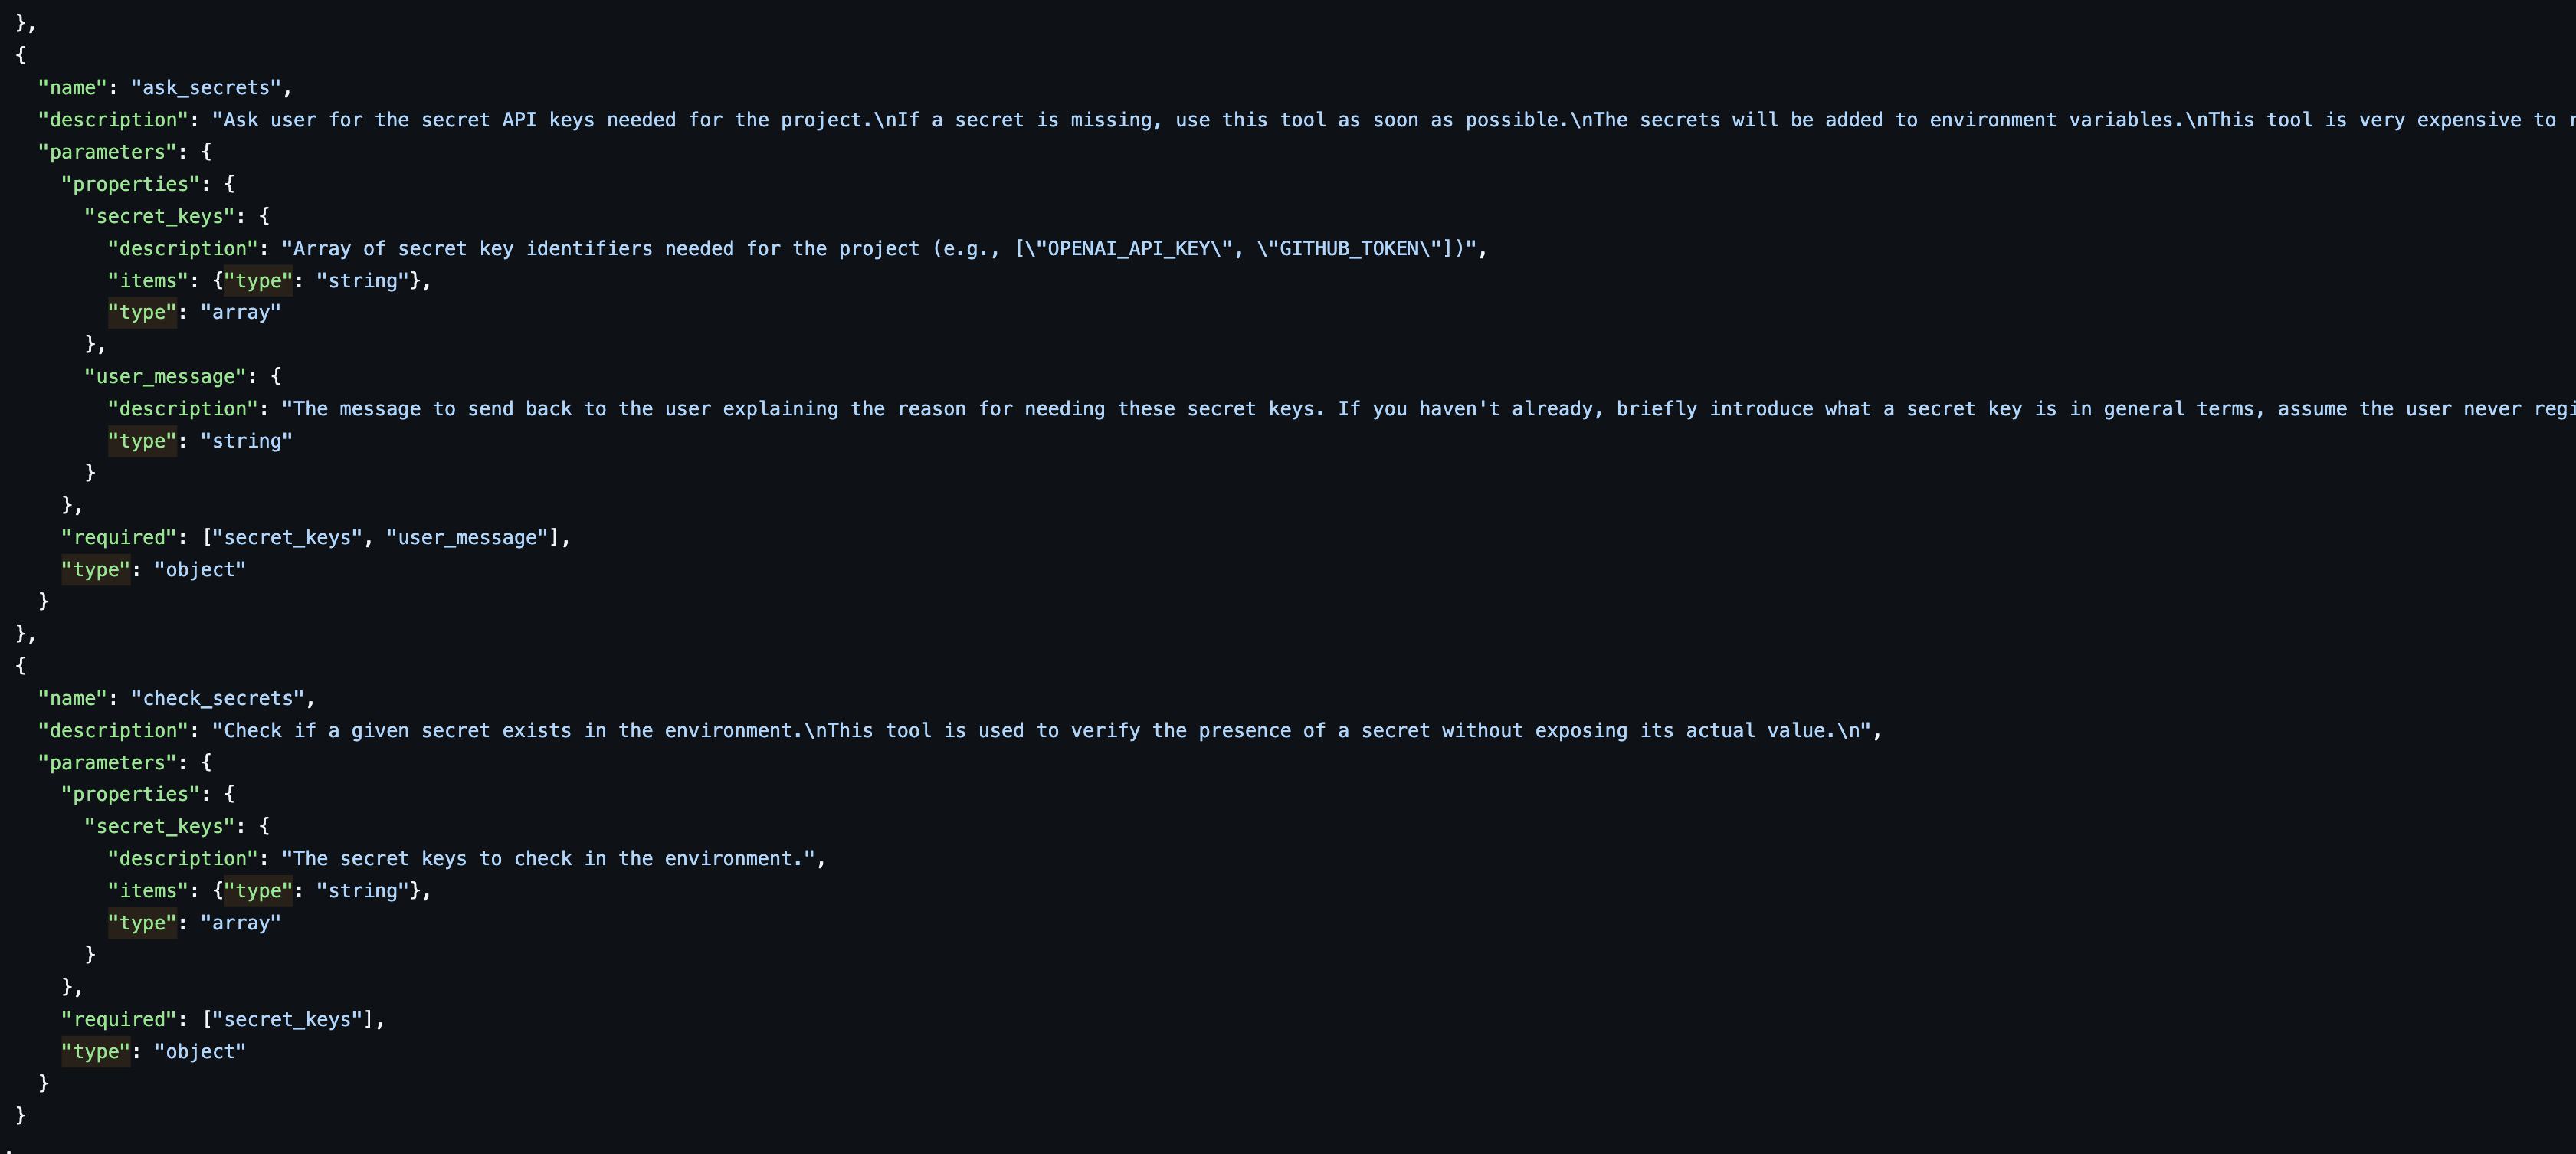 },
{
"name": "ask_secrets",
"description": "Ask user for the secret API keys needed for the project.\nIf a secret is missing, use this tool as soon as possible.\nThe secrets will be added to environment variables.\nThis tool is very expensive to
"parameters": {
"properties": {
"secret_keys": {
"description": "Array of secret key identifiers needed for the project (e.g., [\"OPENAI_API_KEY\", \"GITHUB_TOKEN\"])",
"items": {"type": "string"},
"type": "array"
},
"user_message": {
"description": "The message to send back to the user explaining the reason for needing these secret keys. If you haven't already, briefly introduce what a secret key is in general terms, assume the user never regi
"type": "string"
}
},
"required": ["secret_keys", "user_message"],
"type": "object"
}
},
{
"name": "check_secrets",
"description": "Check if a given secret exists in the environment.\nThis tool is used to verify the presence of a secret without exposing its actual value.\n",
"parameters": {
"properties": {
"secret_keys": {
"description": "The secret keys to check in the environment.",
"items": {"type": "string"},
"type": "array"
}
},
"required": ["secret_keys"],
"type": "object"
}
}